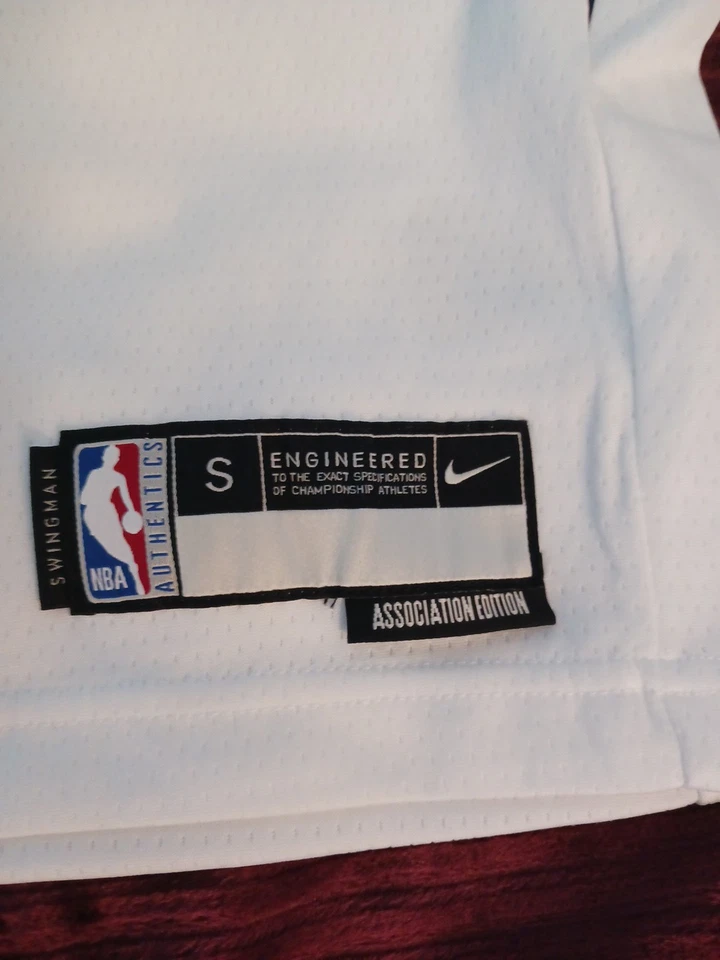 SWINGMAN
NBA
AUTHENTICS
S
ENGINEERED
TO THE EXACT SPECIFICATIONS
OF CHAMPIONSHIP ATHLETES
ASSOCIATION EDITION